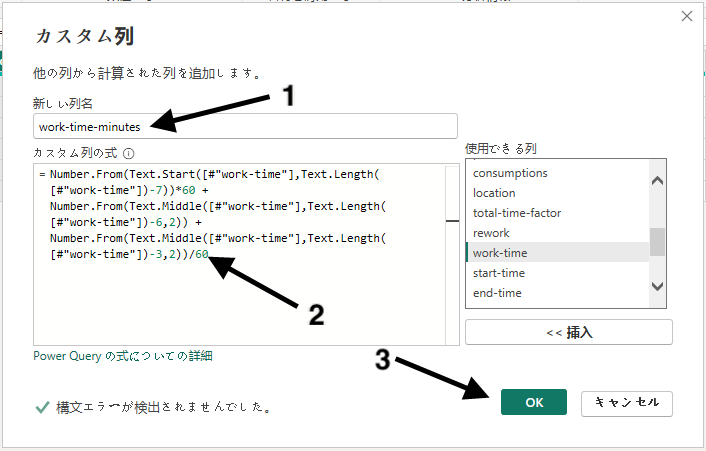 カスタム列
他の列から計算された列を追加します。
1
新しい列名
work-time-minutes
カスタム列の式
使用できる列
= Number.From(Text.Start([#"work-time"],Text.Length(
[#"work-time"])-7))*60 +
Number.From(Text.Middle([#"work-time"],Text.Length(
[#"work-time"])-6,2)) +
Number.From(Text.Middle([#"work-time"],Text.Length(
[#"work-time"])-3,2))/60
consumptions
location
total-time-factor
rework
work-time
start-time
end-time
2
<< 挿入
Power Query の式についての詳細
3
構文エラーが検出されませんでした。
OK
キャンセル